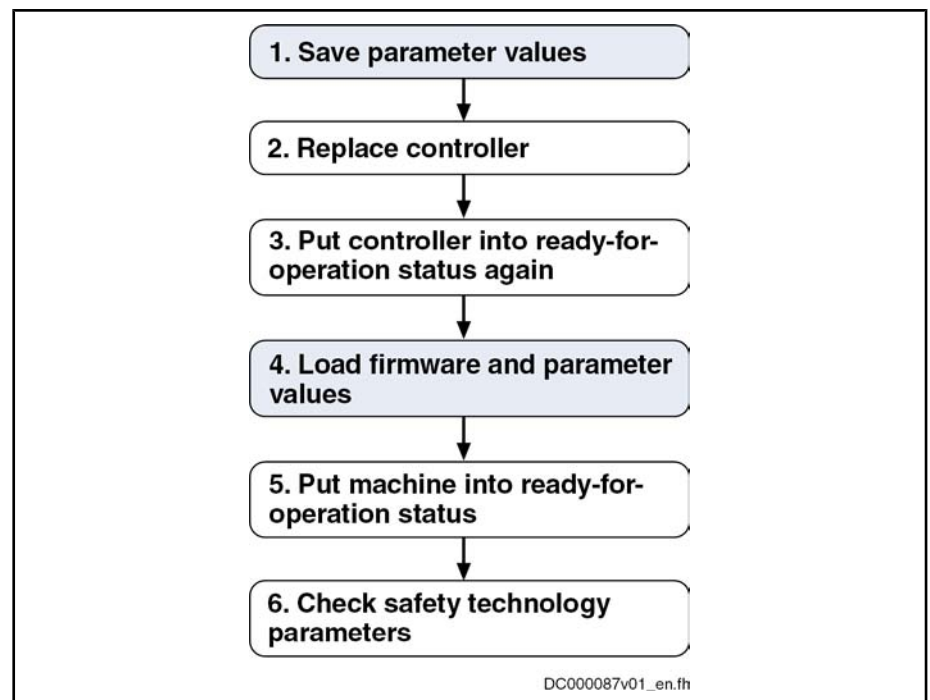 1. Save parameter values
2. Replace controller
3. Put controller into ready-for-
operation status again
4. Load firmware and parameter
values
5. Put machine into ready-for-
operation status
6. Check safety technology
parameters
DC000087v01_en.fh